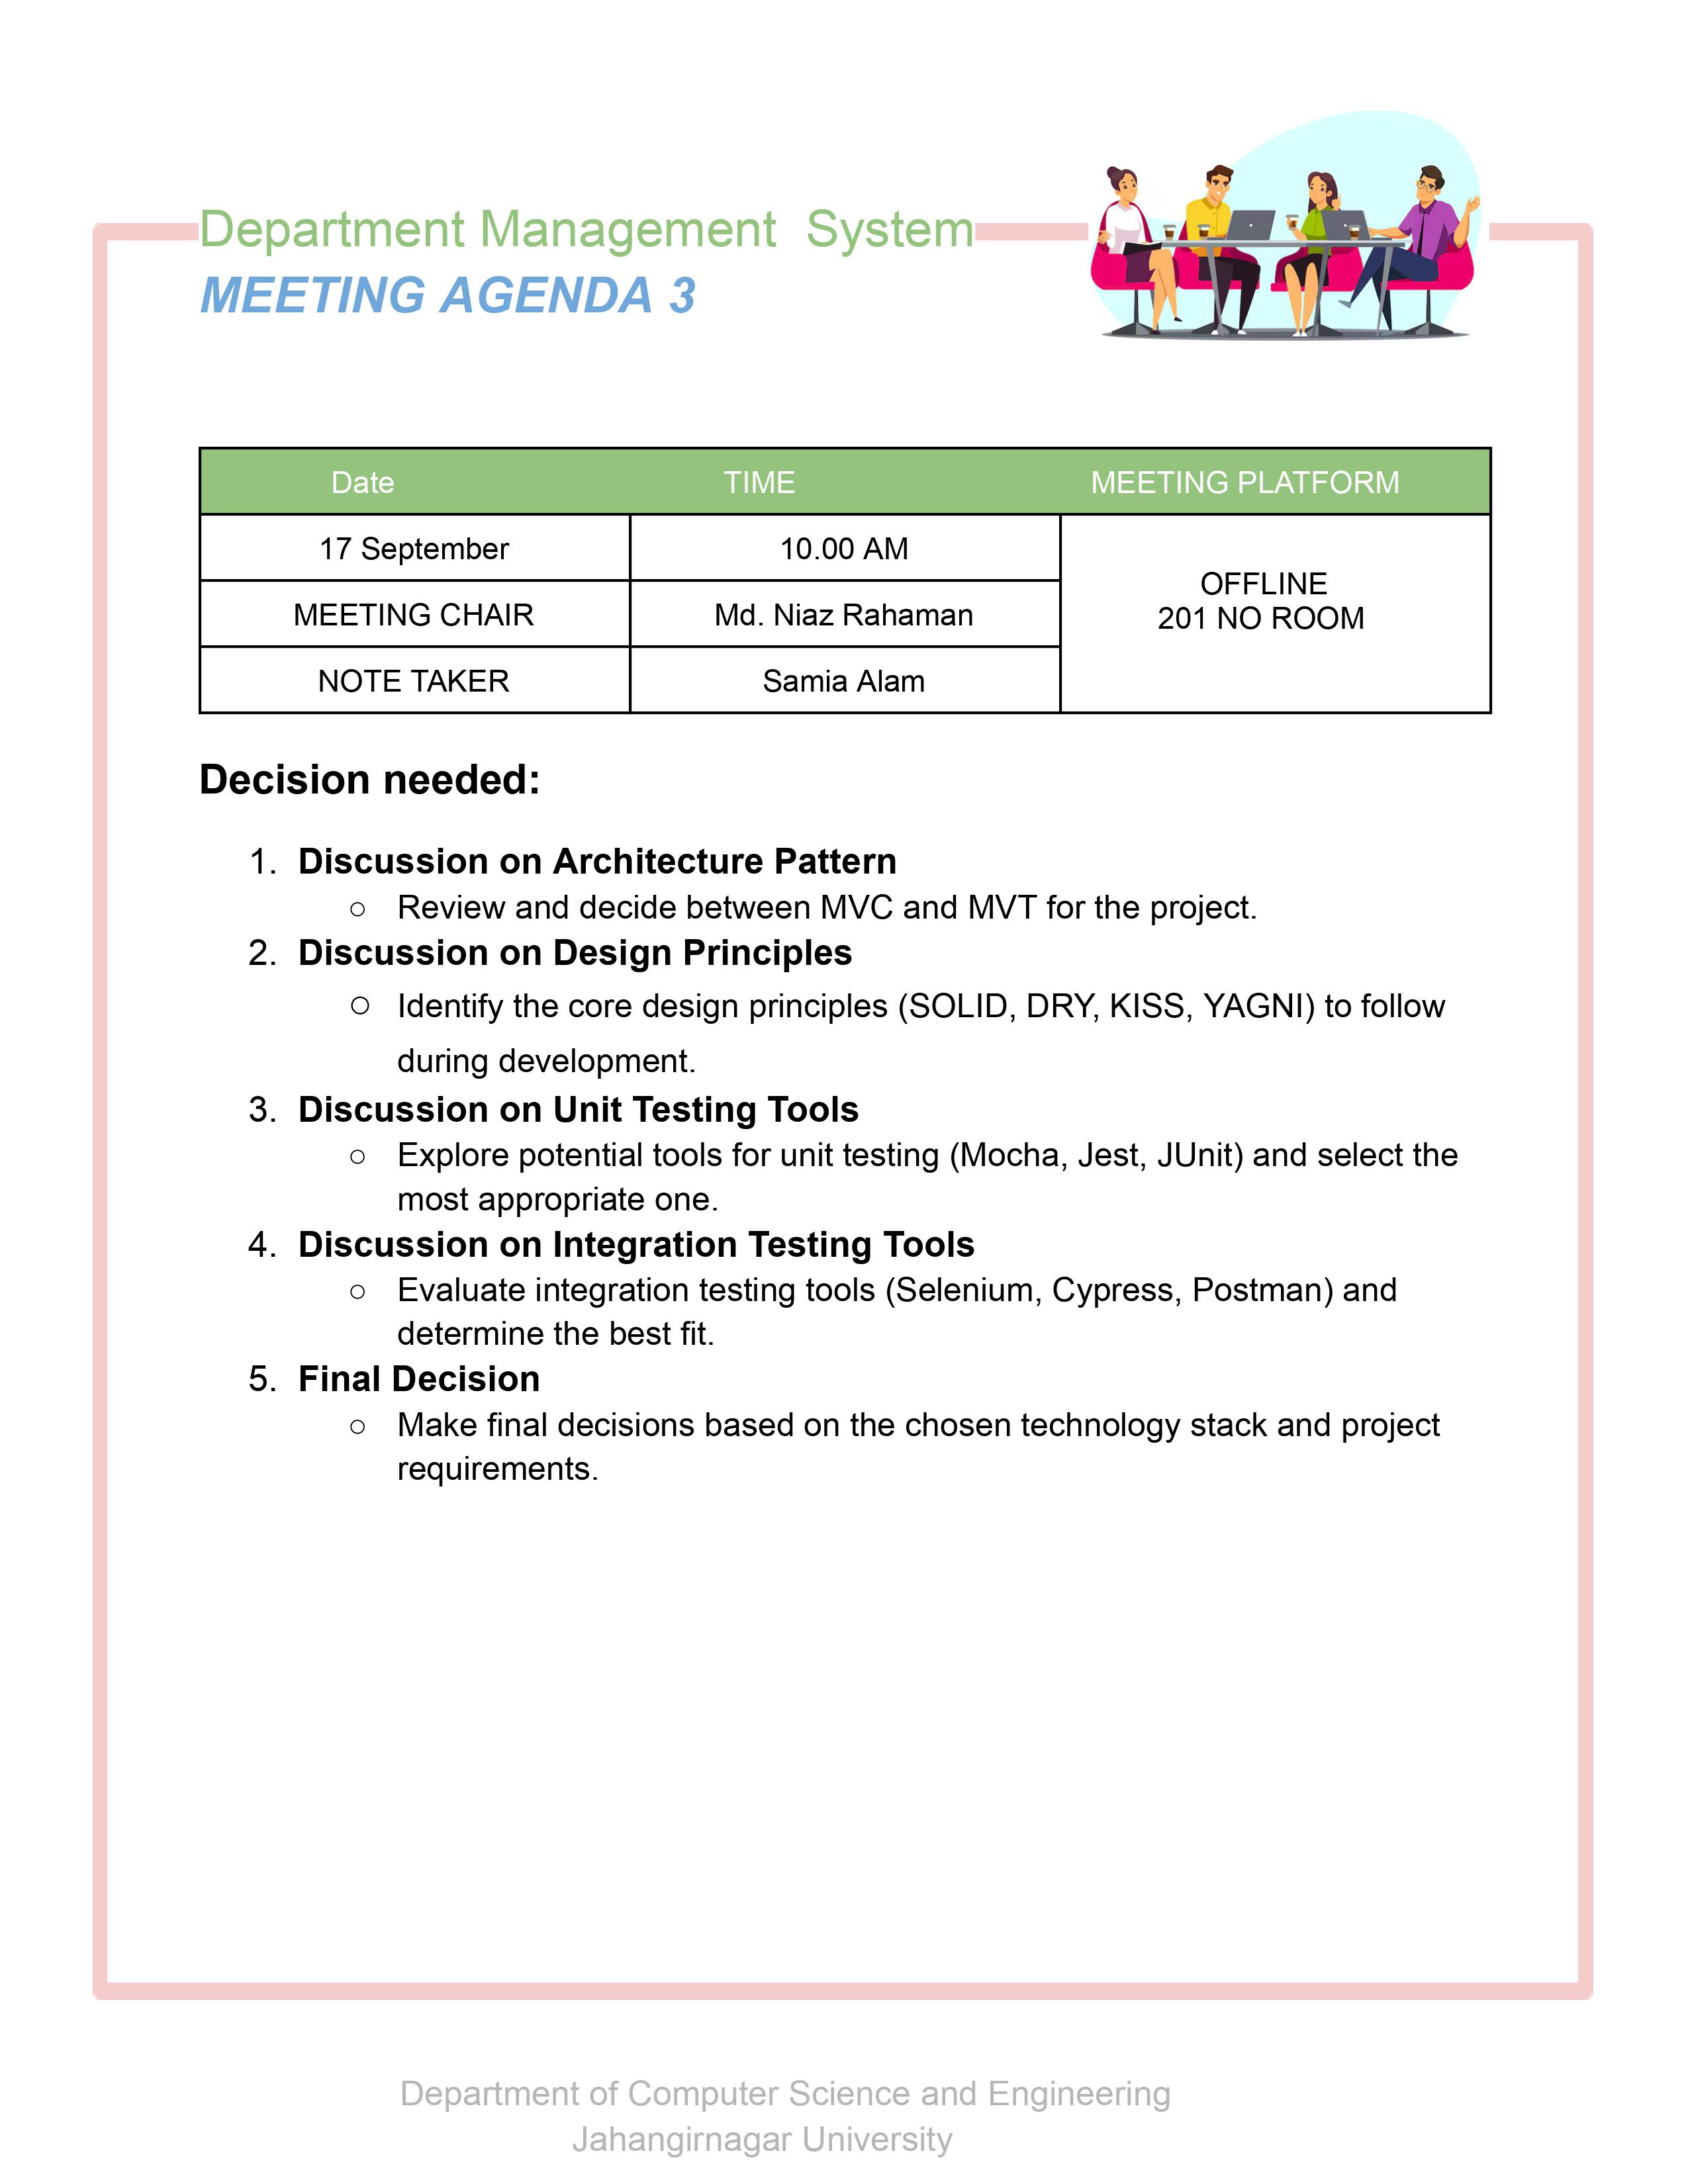 Department Management  System
MEETING AGENDA 3
Date TIME MEETING PLATFORM
17 September 10.00 AM
OFFLINE
201 NO ROOM
MEETING CHAIR Md. Niaz Rahaman
NOTE TAKER Samia Alam
Decision needed:
1. Discussion on Architecture Pattern
○ Review and decide between MVC and MVT for the project.
2. Discussion on Design Principles
○ Identify the core design principles (SOLID, DRY, KISS, YAGNI) to follow
during development.
3. Discussion on Unit Testing Tools
○ Explore potential tools for unit testing (Mocha, Jest, JUnit) and select the
most appropriate one.
4. Discussion on Integration Testing Tools
○ Evaluate integration testing tools (Selenium, Cypress, Postman) and
determine the best fit.
5. Final Decision
○ Make final decisions based on the chosen technology stack and project
requirements.
Department of Computer Science and Engineering
Jahangirnagar University